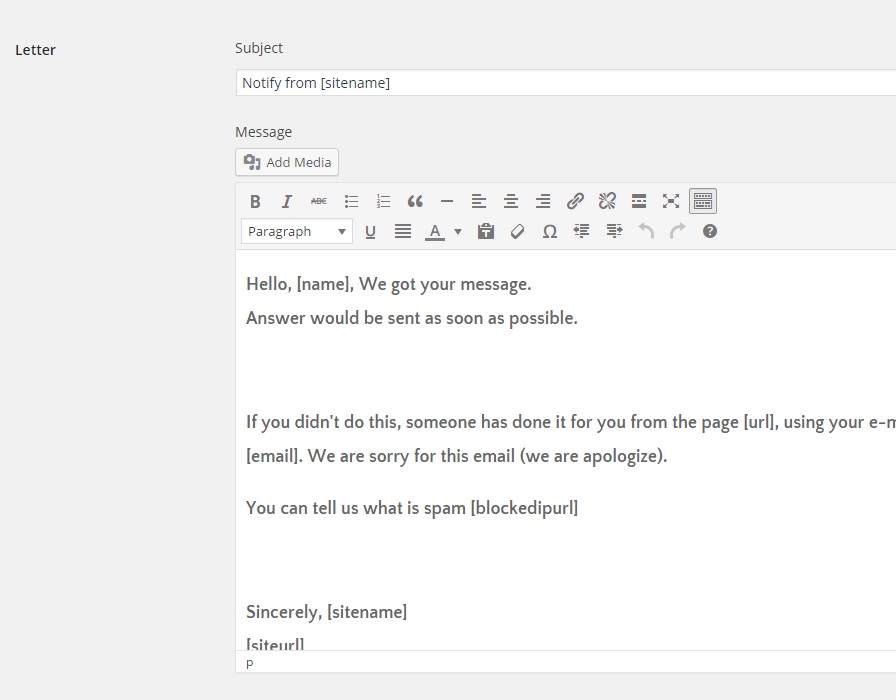 Letter
Subject
Notify from [sitename]
Message
Add Media
B I ABC
Paragraph U A T Ω ?
Hello, [name], We got your message.
Answer would be sent as soon as possible.
If you didn't do this, someone has done it for you from the page [url], using your e-m
[email]. We are sorry for this email (we are apologize).
You can tell us what is spam [blockedipurl]
Sincerely, [sitename]
[siteurl]
p